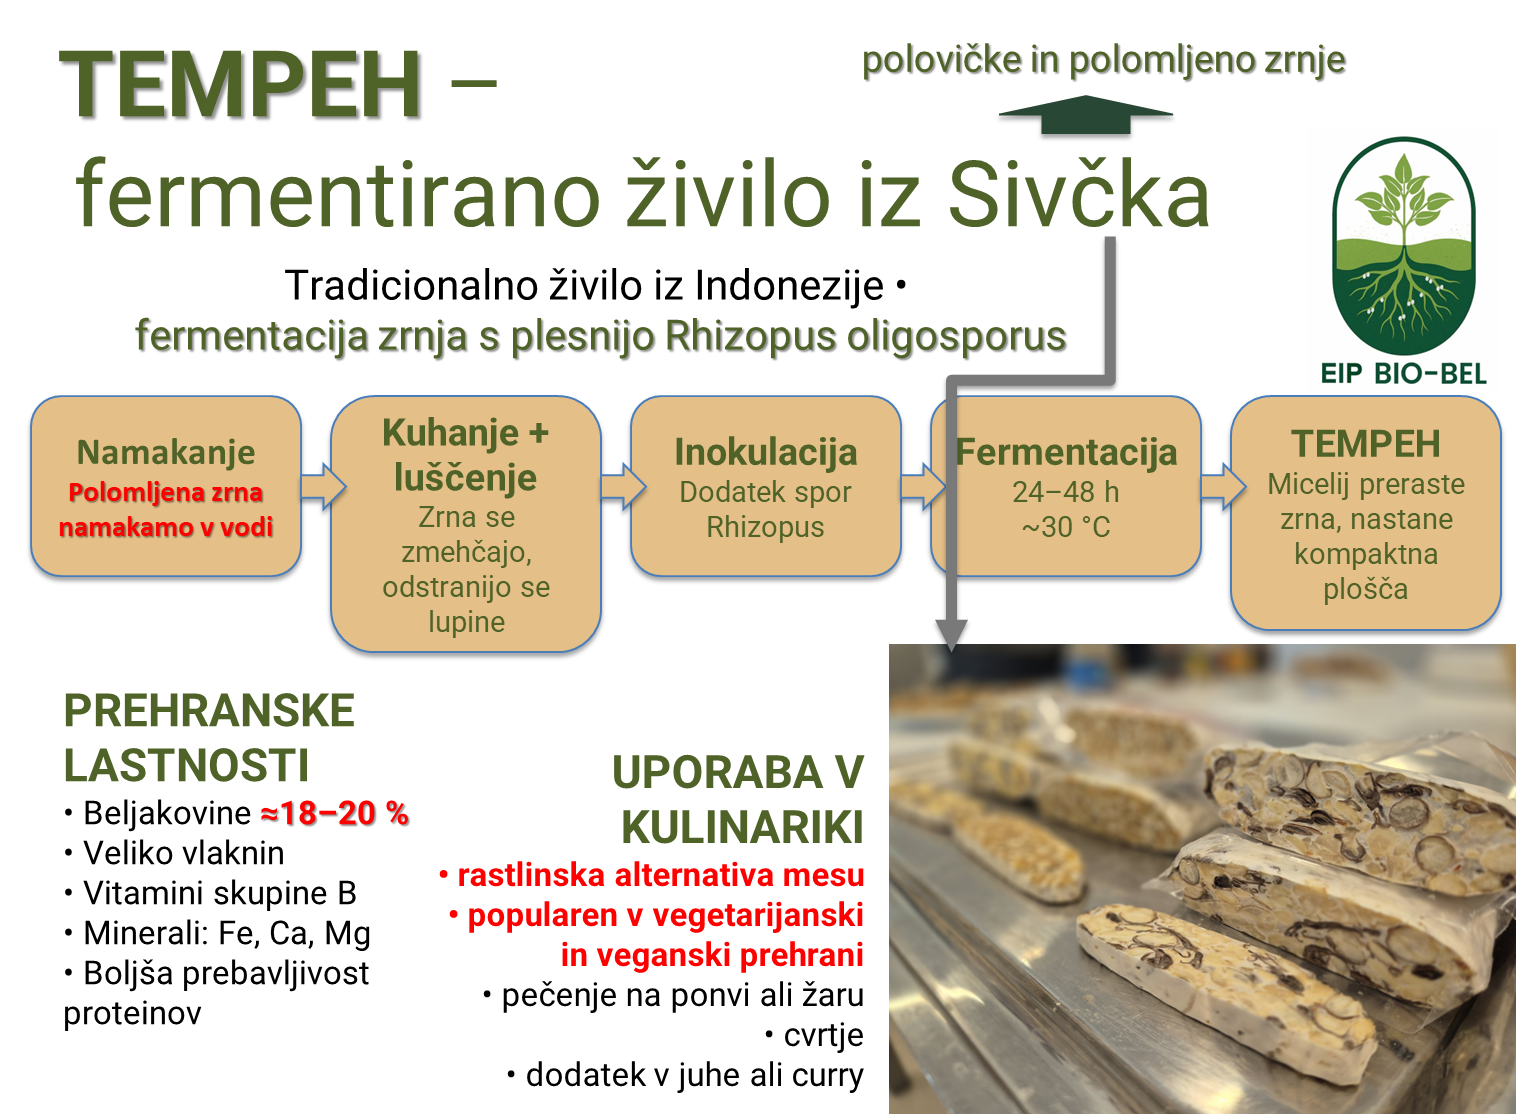 TEMPEH –
polovičke in polomljeno zrnje
fermentirano živilo iz Sivčka
Tradicionalno živilo iz Indonezije •
fermentacija zrnja s plesnijo Rhizopus oligosporus
EIP BIO-BEL
Namakanje
Polomljena zrna
namakamo v vodi
Kuhanje +
luščenje
Zrna se
zmehčajo,
odstranijo se
lupine
Inokulacija
Dodatek spor
Rhizopus
Fermentacija
24–48 h
~30 °C
TEMPEH
Micelij preraste
zrna, nastane
kompaktna
plošča
PREHRANSKE
LASTNOSTI
• Beljakovine ≈18–20 %
• Veliko vlaknin
• Vitamini skupine B
• Minerali: Fe, Ca, Mg
• Boljša prebavljivost
proteinov
UPORABA V
KULINARIKI
• rastlinska alternativa mesu
• popularen v vegetarijanski
in veganski prehrani
• pečenje na ponvi ali žaru
• cvrtje
• dodatek v juhe ali curry